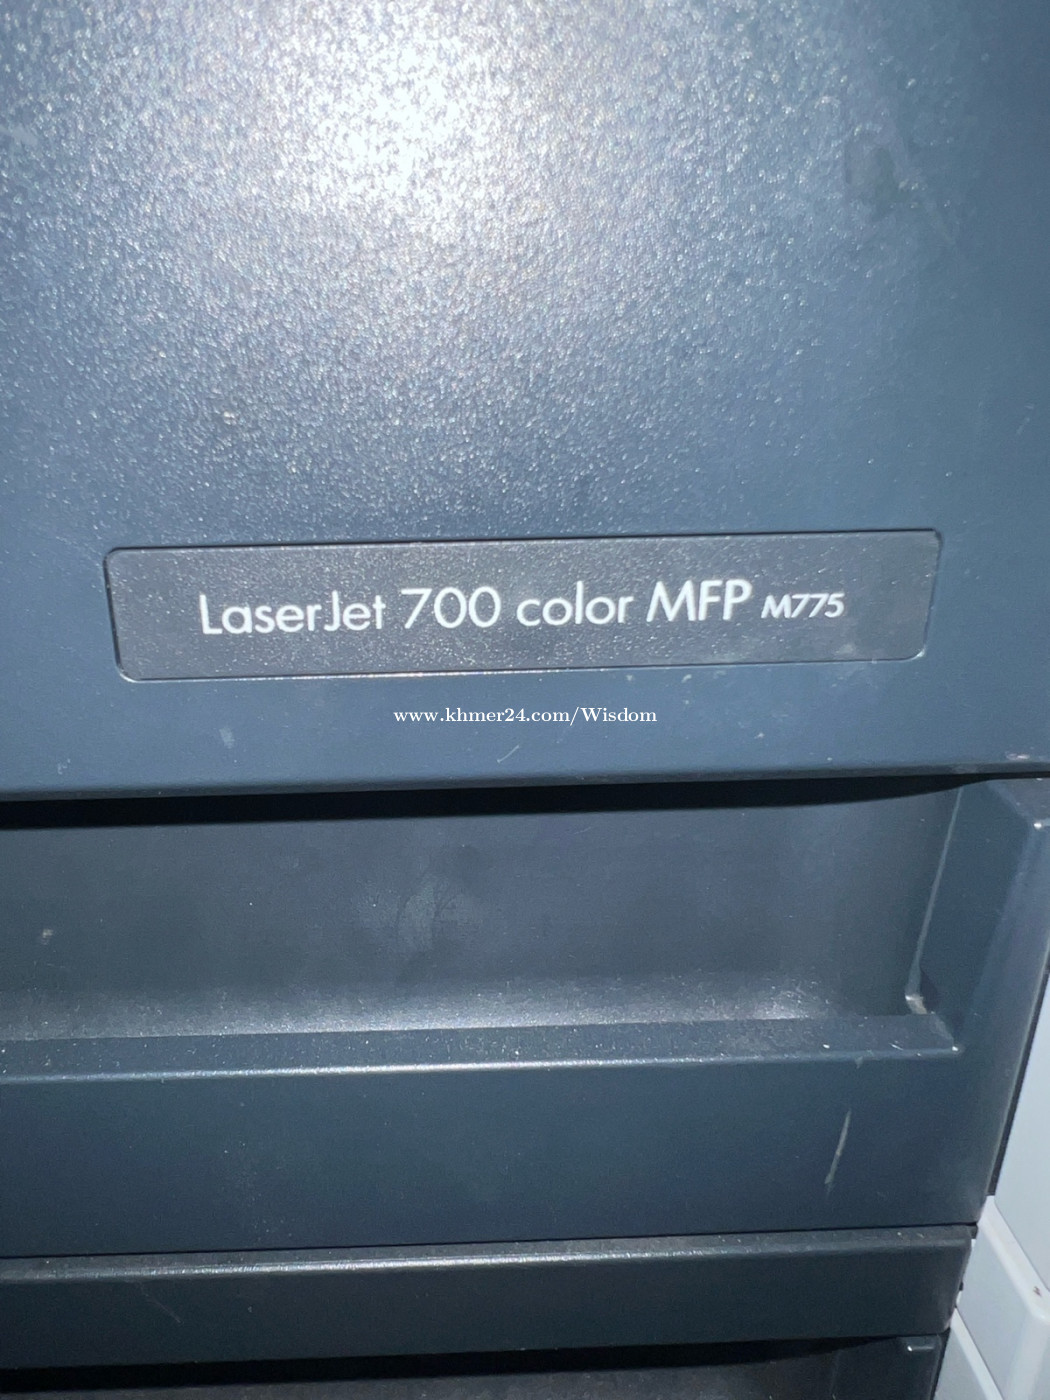 LaserJet 700 color MFP M775
www.khmer24.com/Wisdom